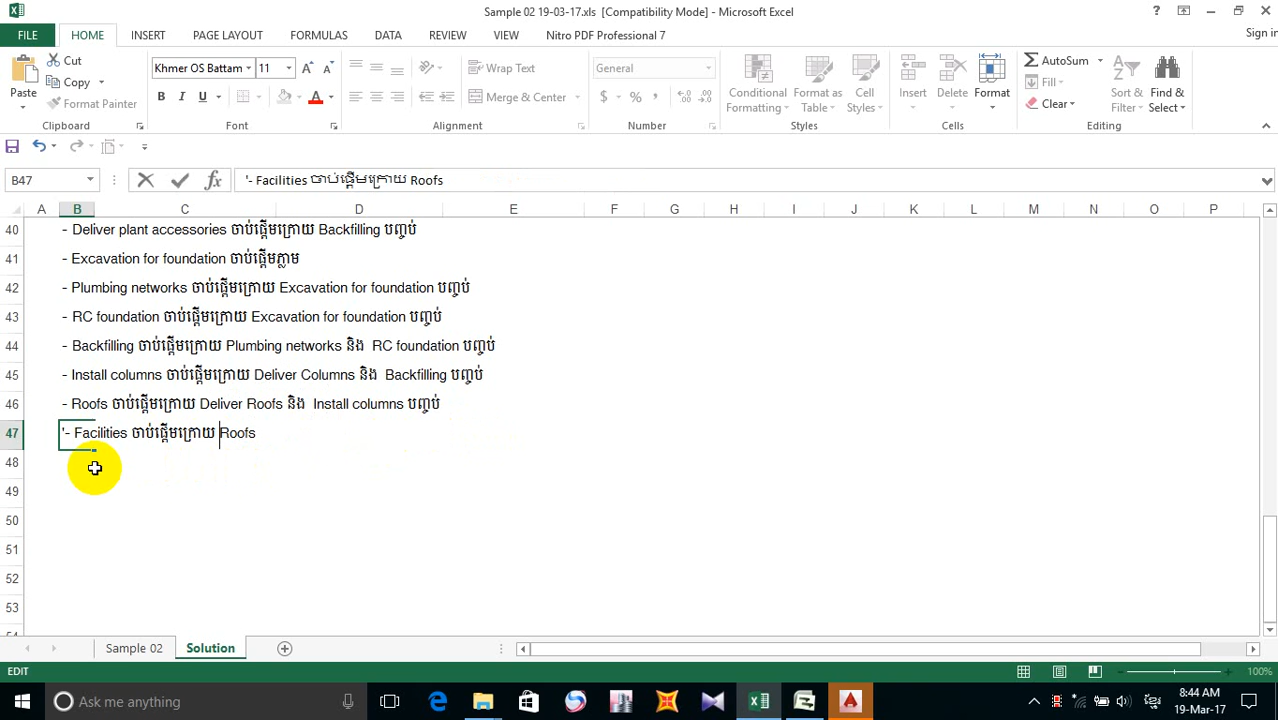 Sample 02 19-03-17.xls [Compatibility Mode] - Microsoft Excel
FILE HOME INSERT PAGE LAYOUT FORMULAS DATA REVIEW VIEW Nitro PDF Professional 7 Sign in
Cut Khmer OS Battam 11 Wrap Text General AutoSum
Paste Copy Conditional Format as Cell Insert Delete Format Fill Sort & Find &
Format Painter B I U Merge & Center $ % Formatting Table Styles Clear Filter Select
Clipboard Font Alignment Number Styles Cells Editing
B47 '- Facilities ចាប់ផ្តើមក្រោយ Roofs
A B C D E F G H I J K L M N O P
40 - Deliver plant accessories ចាប់ផ្តើមក្រោយ Backfilling បញ្ចប់
41 - Excavation for foundation ចាប់ផ្តើមភ្លាម
42 - Plumbing networks ចាប់ផ្តើមក្រោយ Excavation for foundation បញ្ចប់
43 - RC foundation ចាប់ផ្តើមក្រោយ Excavation for foundation បញ្ចប់
44 - Backfilling ចាប់ផ្តើមក្រោយ Plumbing networks និង RC foundation បញ្ចប់
45 - Install columns ចាប់ផ្តើមក្រោយ Deliver Columns និង Backfilling បញ្ចប់
46 - Roofs ចាប់ផ្តើមក្រោយ Deliver Roofs និង Install columns បញ្ចប់
47 '- Facilities ចាប់ផ្តើមក្រោយ Roofs
48
49
50
51
52
53
Sample 02 Solution
EDIT 100%
Ask me anything 8:44 AM
19-Mar-17